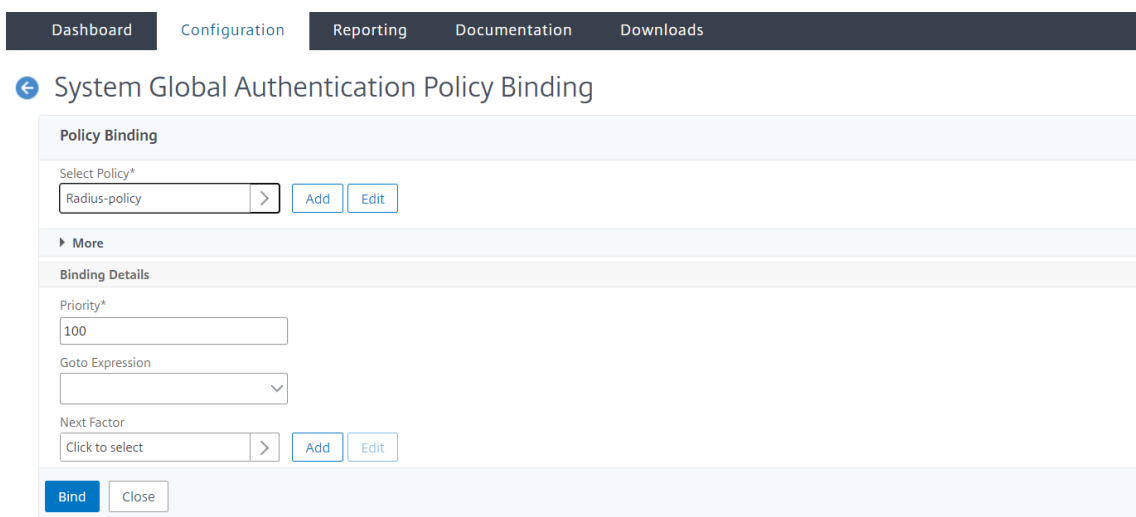 Dashboard Configuration Reporting Documentation Downloads
System Global Authentication Policy Binding
Policy Binding
Select Policy*
Radius-policy Add Edit
More
Binding Details
Priority*
100
Goto Expression
Next Factor
Click to select Add Edit
Bind Close